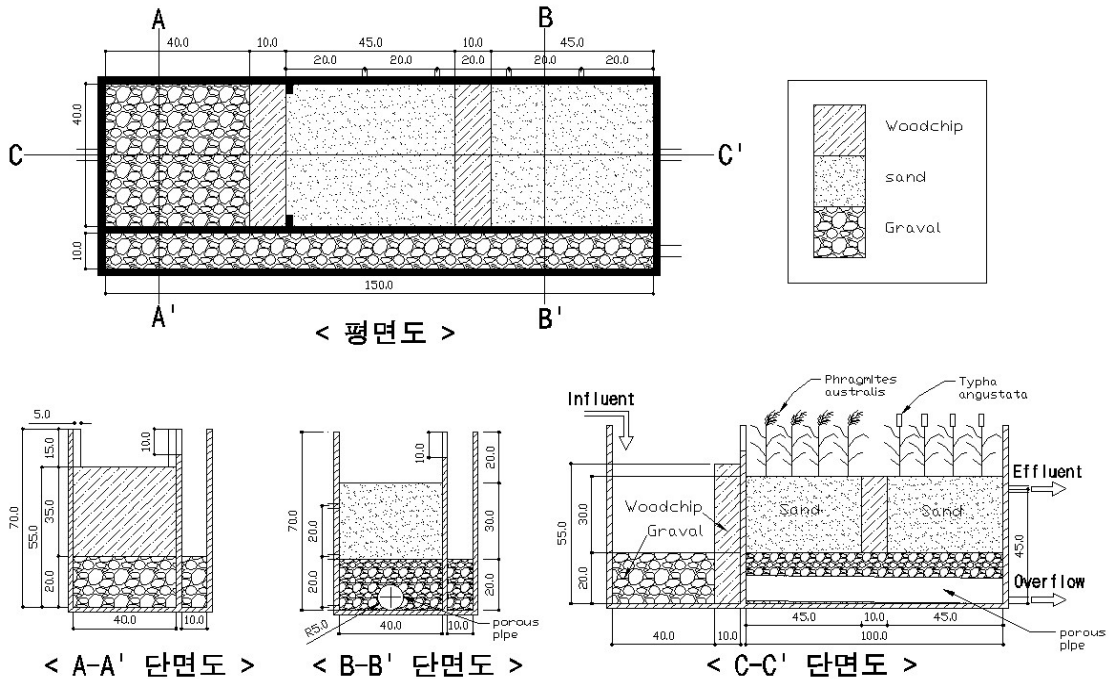 A
B
40.0
10.0
45.0
10.0
45.0
20.0
20.0
20.0
20.0
20.0
40.0
C
C'
10.0
150.0
A'
B'
< 평면도 >
Woodchip
sand
Graval
5.0
15.0
10.0
70.0
55.0
35.0
20.0
40.0
10.0
< A-A' 단면도 >
10.0
20.0
70.0
20.0
30.0
20.0
20.0
R5.0
40.0
10.0
porous
pipe
< B-B' 단면도 >
Influent
Phragmites
australis
Typha
angustata
Effluent
55.0
30.0
Woodchip
Graval
Sand
Sand
20.0
45.0
Overflow
45.0
10.0
45.0
40.0
10.0
100.0
porous
pipe
< C-C' 단면도 >